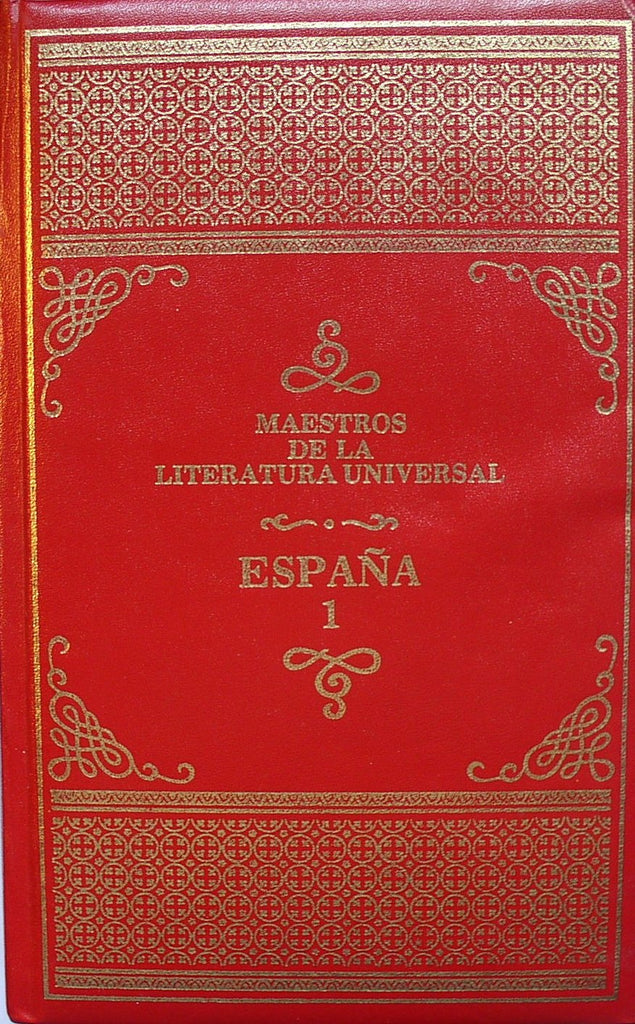 MAESTROS
DE LA
LITERATURA UNIVERSAL
ESPAÑA
1